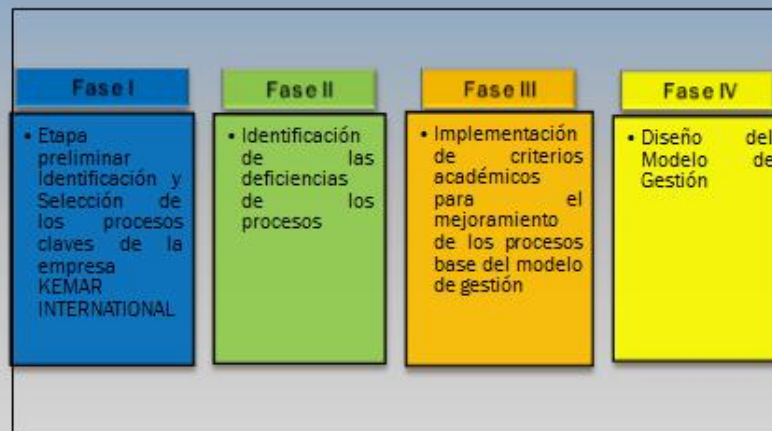 Fase I
• Etapa
preliminar
Identificación y
Selección de
los procesos
claves de la
empresa
KEMAR
INTERNATIONAL
Fase II
• Identificación
de las
deficiencias
de los
procesos
Fase III
• Implementación
de criterios
académicos
para el
mejoramiento
de los procesos
base del modelo
de gestión
Fase IV
• Diseño del
Modelo de
Gestión